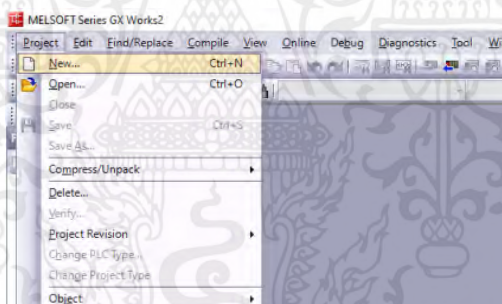 MELSOFT Series GX Works2
Project Edit Find/Replace Compile View Online Debug Diagnostics Tool
New... Ctrl+N
Open... Ctrl+O
Close
Save Ctrl+S
Save As...
Compress/Unpack
Delete...
Verify...
Project Revision
Change PLC Type...
Change Project Type
Object